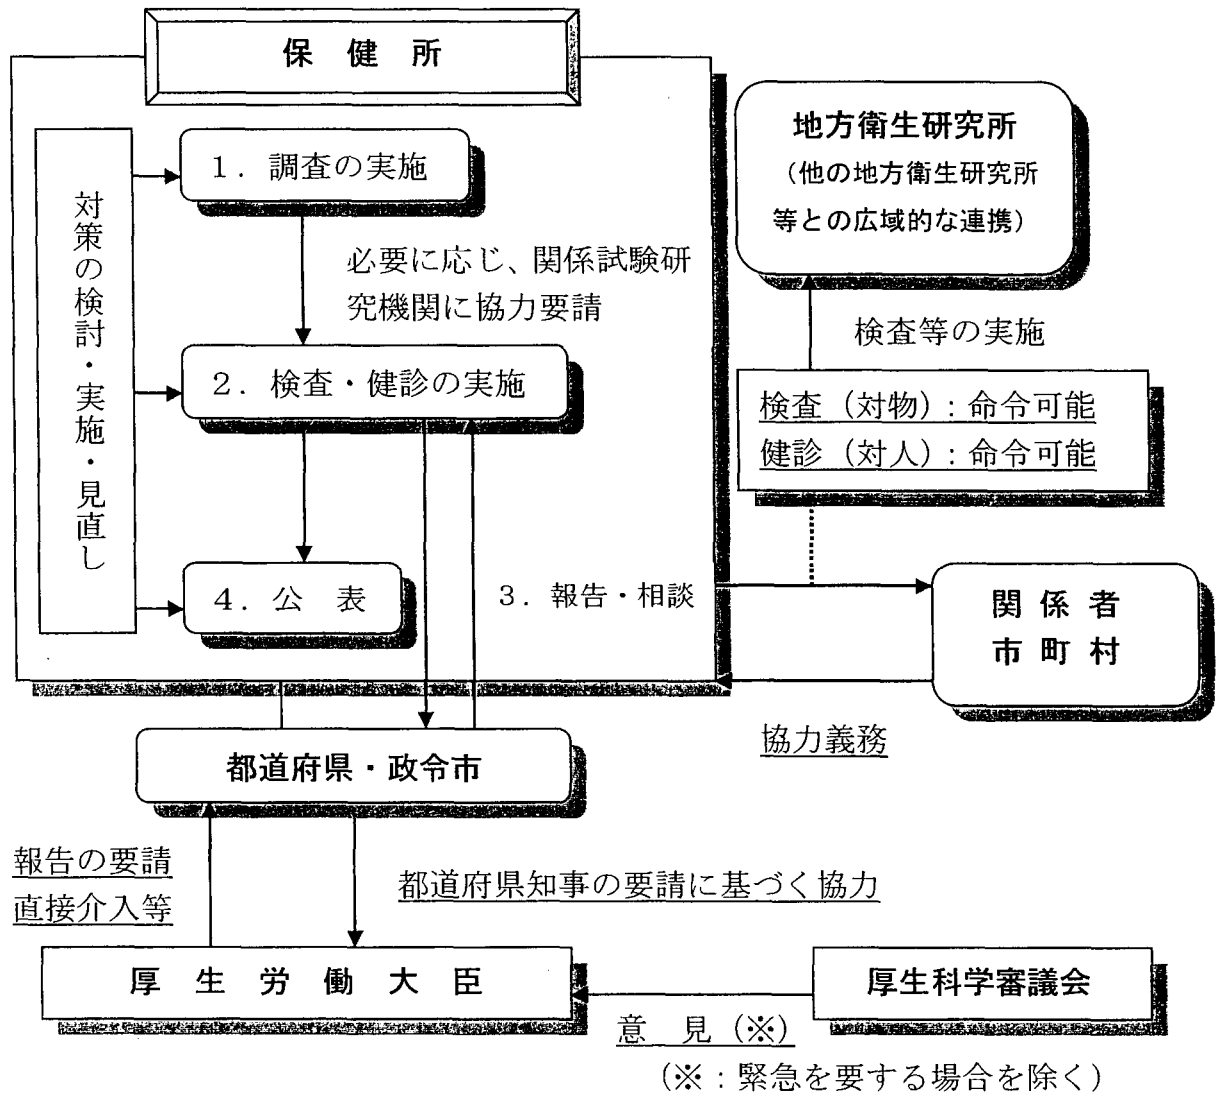 保 健 所
対策の検討・実施・見直し
1．調査の実施
必要に応じ、関係試験研
究機関に協力要請
2．検査・健診の実施
4．公 表
3．報告・相談
地方衛生研究所
（他の地方衛生研究所
等との広域的な連携）
検査等の実施
検査（対物）：命令可能
健診（対人）：命令可能
関 係 者
市 町 村
協力義務
都道府県・政令市
報告の要請
直接介入等
都道府県知事の要請に基づく協力
厚 生 労 働 大 臣
厚生科学審議会
意 見（※）
（※：緊急を要する場合を除く）